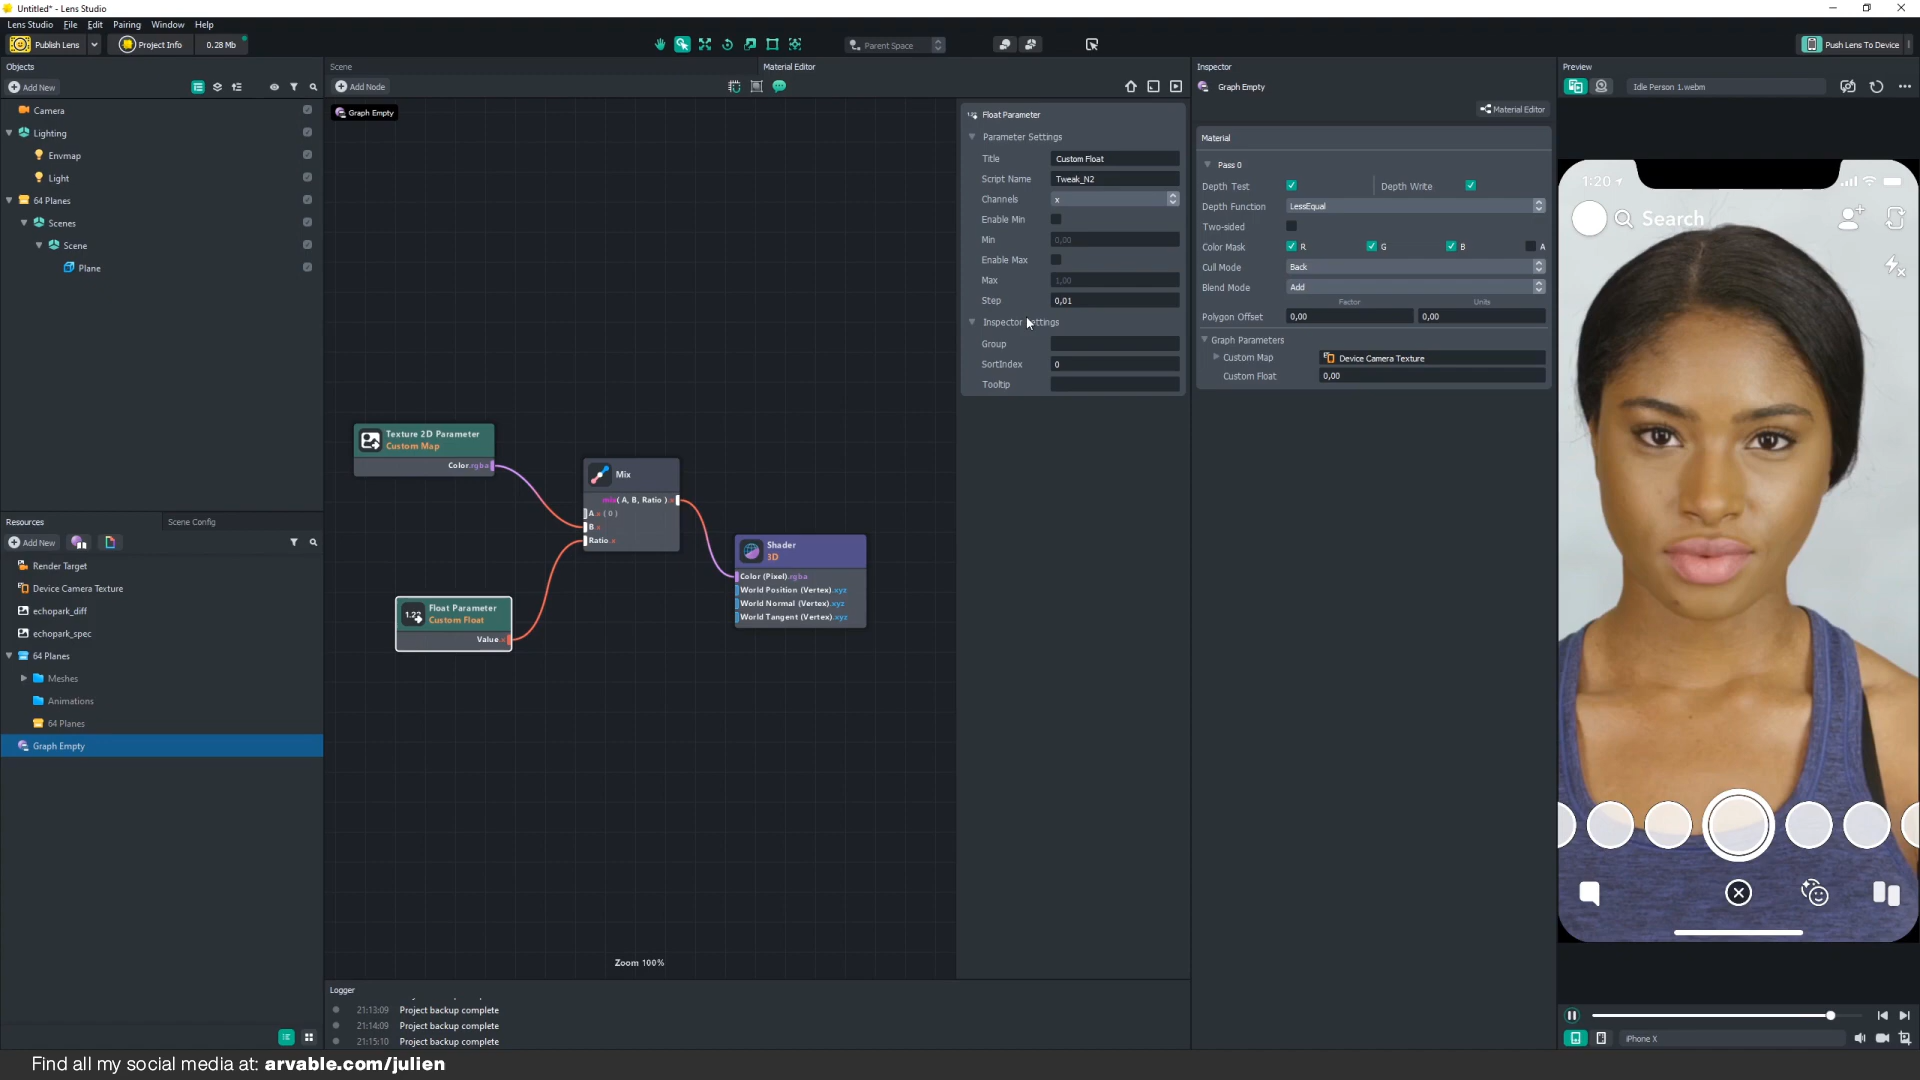 Untitled* - Lens Studio
Lens Studio File Edit Pairing Window Help
Publish Lens Project Info 0.28 Mb Parent Space Push Lens To Device
Objects
Add New
Camera
Lighting
Envmap
Light
64 Planes
Scenes
Scene
Plane
Resources Scene Config
Add New
Render Target
Device Camera Texture
echopark_diff
echopark_spec
64 Planes
Meshes
Animations
64 Planes
Graph Empty
Scene Material Editor
Add Node
Graph Empty
Texture 2D Parameter
Custom Map
Color.rgba
Mix
mix( A, B, Ratio ).x
A.x ( 0 )
B.x
Ratio.x
Float Parameter
Custom Float
Value.x
Shader
3D
Color (Pixel).rgba
World Position (Vertex).xyz
World Normal (Vertex).xyz
World Tangent (Vertex).xyz
Zoom 100%
Float Parameter
Parameter Settings
Title Custom Float
Script Name Tweak_N2
Channels x
Enable Min
Min 0,00
Enable Max
Max 1,00
Step 0,01
Inspector Settings
Group
SortIndex 0
Tooltip
Logger
21:13:09 Project backup complete
21:14:09 Project backup complete
21:15:10 Project backup complete
Inspector
Graph Empty
Material Editor
Material
Pass 0
Depth Test Depth Write
Depth Function LessEqual
Two-sided
Color Mask R G B A
Cull Mode Back
Blend Mode Add
Factor Units
Polygon Offset 0,00 0,00
Graph Parameters
Custom Map Device Camera Texture
Custom Float 0,00
Preview
Idle Person 1.webm
1:20
Search
iPhone X
Find all my social media at: arvable.com/julien